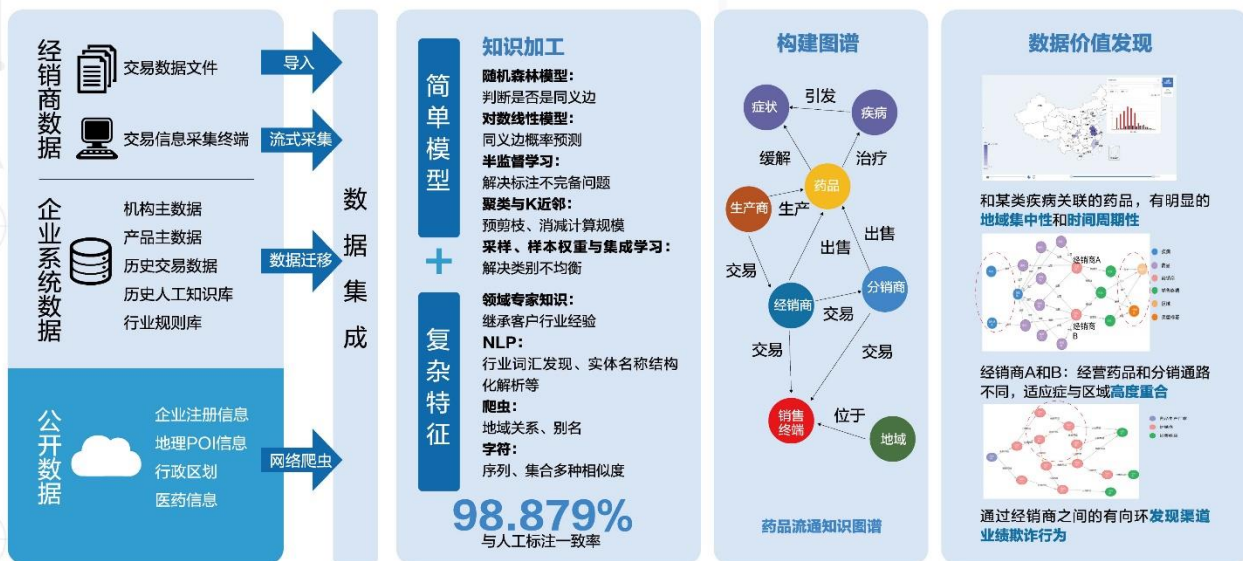 经销商数据
交易数据文件
导入
交易信息采集终端
流式采集
企业系统数据
机构主数据
产品主数据
历史交易数据
历史人工知识库
行业规则库
数据迁移
公开数据
企业注册信息
地理POI信息
行政区划
医药信息
网络爬虫
数据集成
简单模型
+
复杂特征
知识加工
随机森林模型：
判断是否是同义边
对数线性模型：
同义边概率预测
半监督学习：
解决标注不完备问题
聚类与K近邻：
预剪枝、消减计算规模
采样、样本权重与集成学习：
解决类别不均衡
领域专家知识：
继承客户行业经验
NLP：
行业词汇发现、实体名称结构
化解析等
爬虫：
地域关系、别名
字符：
序列、集合多种相似度
98.879%
与人工标注一致率
构建图谱
症状
引发
疾病
缓解
治疗
药品
生产商
生产
出售
出售
交易
经销商
交易
分销商
交易
交易
销售
终端
位于
地域
药品流通知识图谱
数据价值发现
和某类疾病关联的药品，有明显的
地域集中性和时间周期性
经销商A
经销商
B
经销商A和B：经营药品和分销通路
不同，适应症与区域高度重合
通过经销商之间的有向环发现渠道
业绩欺诈行为